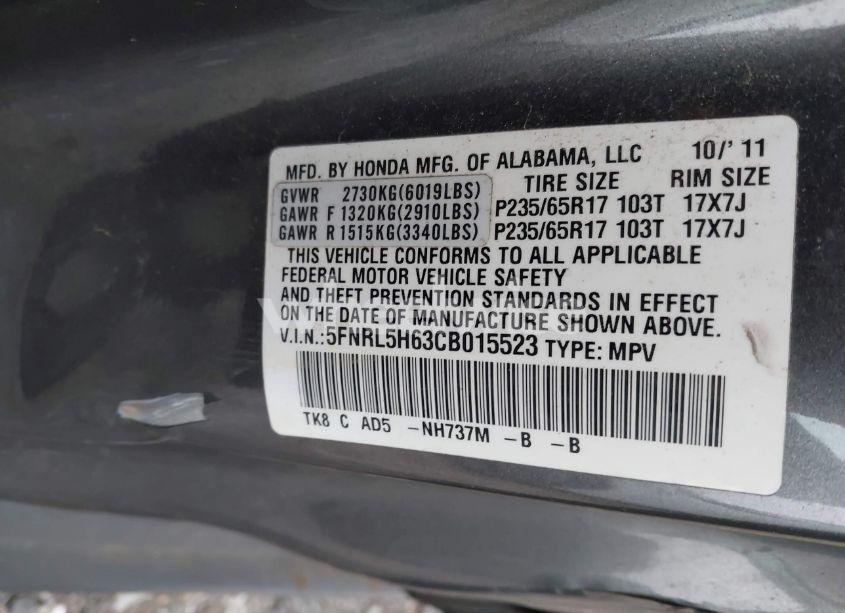 MFD. BY HONDA MFG. OF ALABAMA, LLC 10/' 11
TIRE SIZE RIM SIZE
GVWR 2730KG(6019LBS)
GAWR F 1320KG(2910LBS) P235/65R17 103T 17X7J
GAWR R 1515KG(3340LBS) P235/65R17 103T 17X7J
THIS VEHICLE CONFORMS TO ALL APPLICABLE
FEDERAL MOTOR VEHICLE SAFETY
AND THEFT PREVENTION STANDARDS IN EFFECT
ON THE DATE OF MANUFACTURE SHOWN ABOVE.
V.I.N.:5FNRL5H63CB015523 TYPE: MPV
TK8 C AD5 -NH737M -B -B